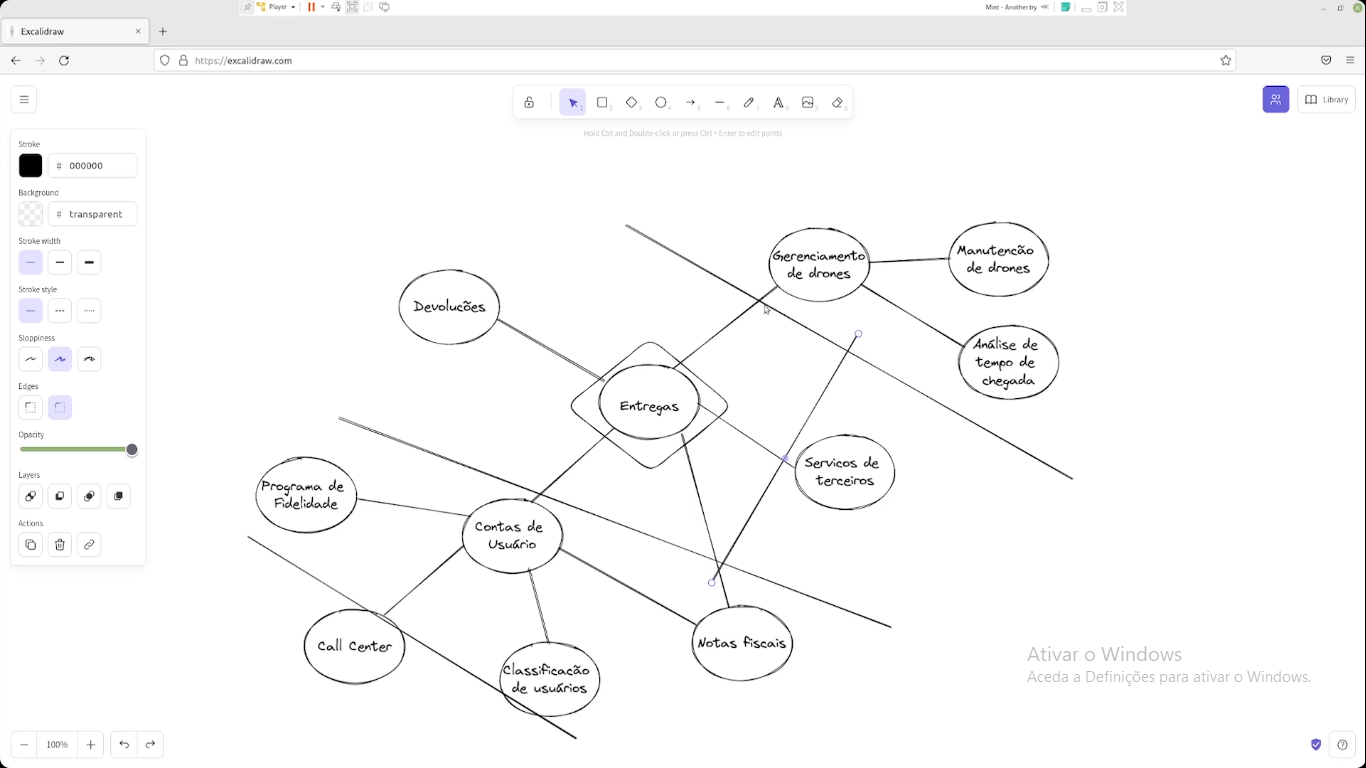 Player
Mint - Another try
Excalidraw
https://excalidraw.com
Library
Hold Ctrl and Double-click or press Ctrl + Enter to edit points
Stroke
# 000000
Background
# transparent
Stroke width
Stroke style
Sloppiness
Edges
Opacity
Layers
Actions
Gerenciamento
de drones
Manutencão
de drones
Devolucões
Análise de
tempo de
chegada
Entregas
Servicos de
terceiros
Programa de
Fidelidade
Contas de
Usuário
Call Center
Notas fiscais
Classificacão
de usuários
Ativar o Windows
Aceda a Definições para ativar o Windows.
100%